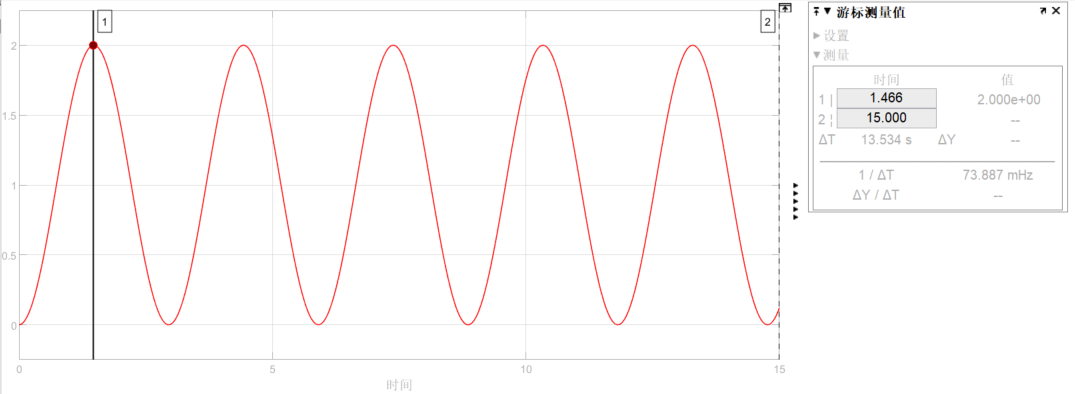 1
2
2
1.5
1
0.5
0
0
5
10
15
时间
游标测量值
设置
测量
时间 值
1 | 1.466 2.000e+00
2 ¦ 15.000 --
ΔT 13.534 s ΔY --
1 / ΔT 73.887 mHz
ΔY / ΔT --